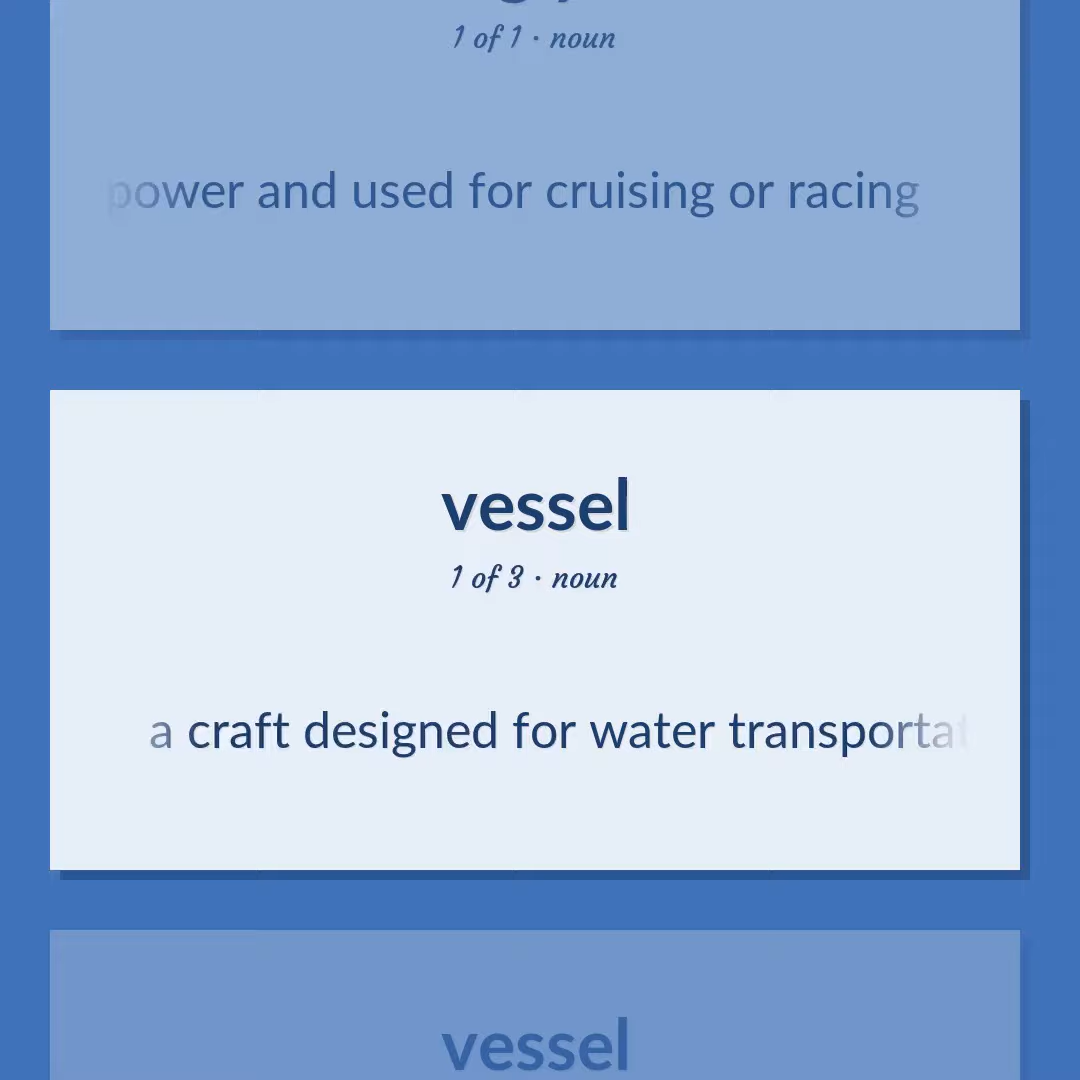 1 of 1 · noun
power and used for cruising or racing
vessel
1 of 3 · noun
a craft designed for water transportat
vessel